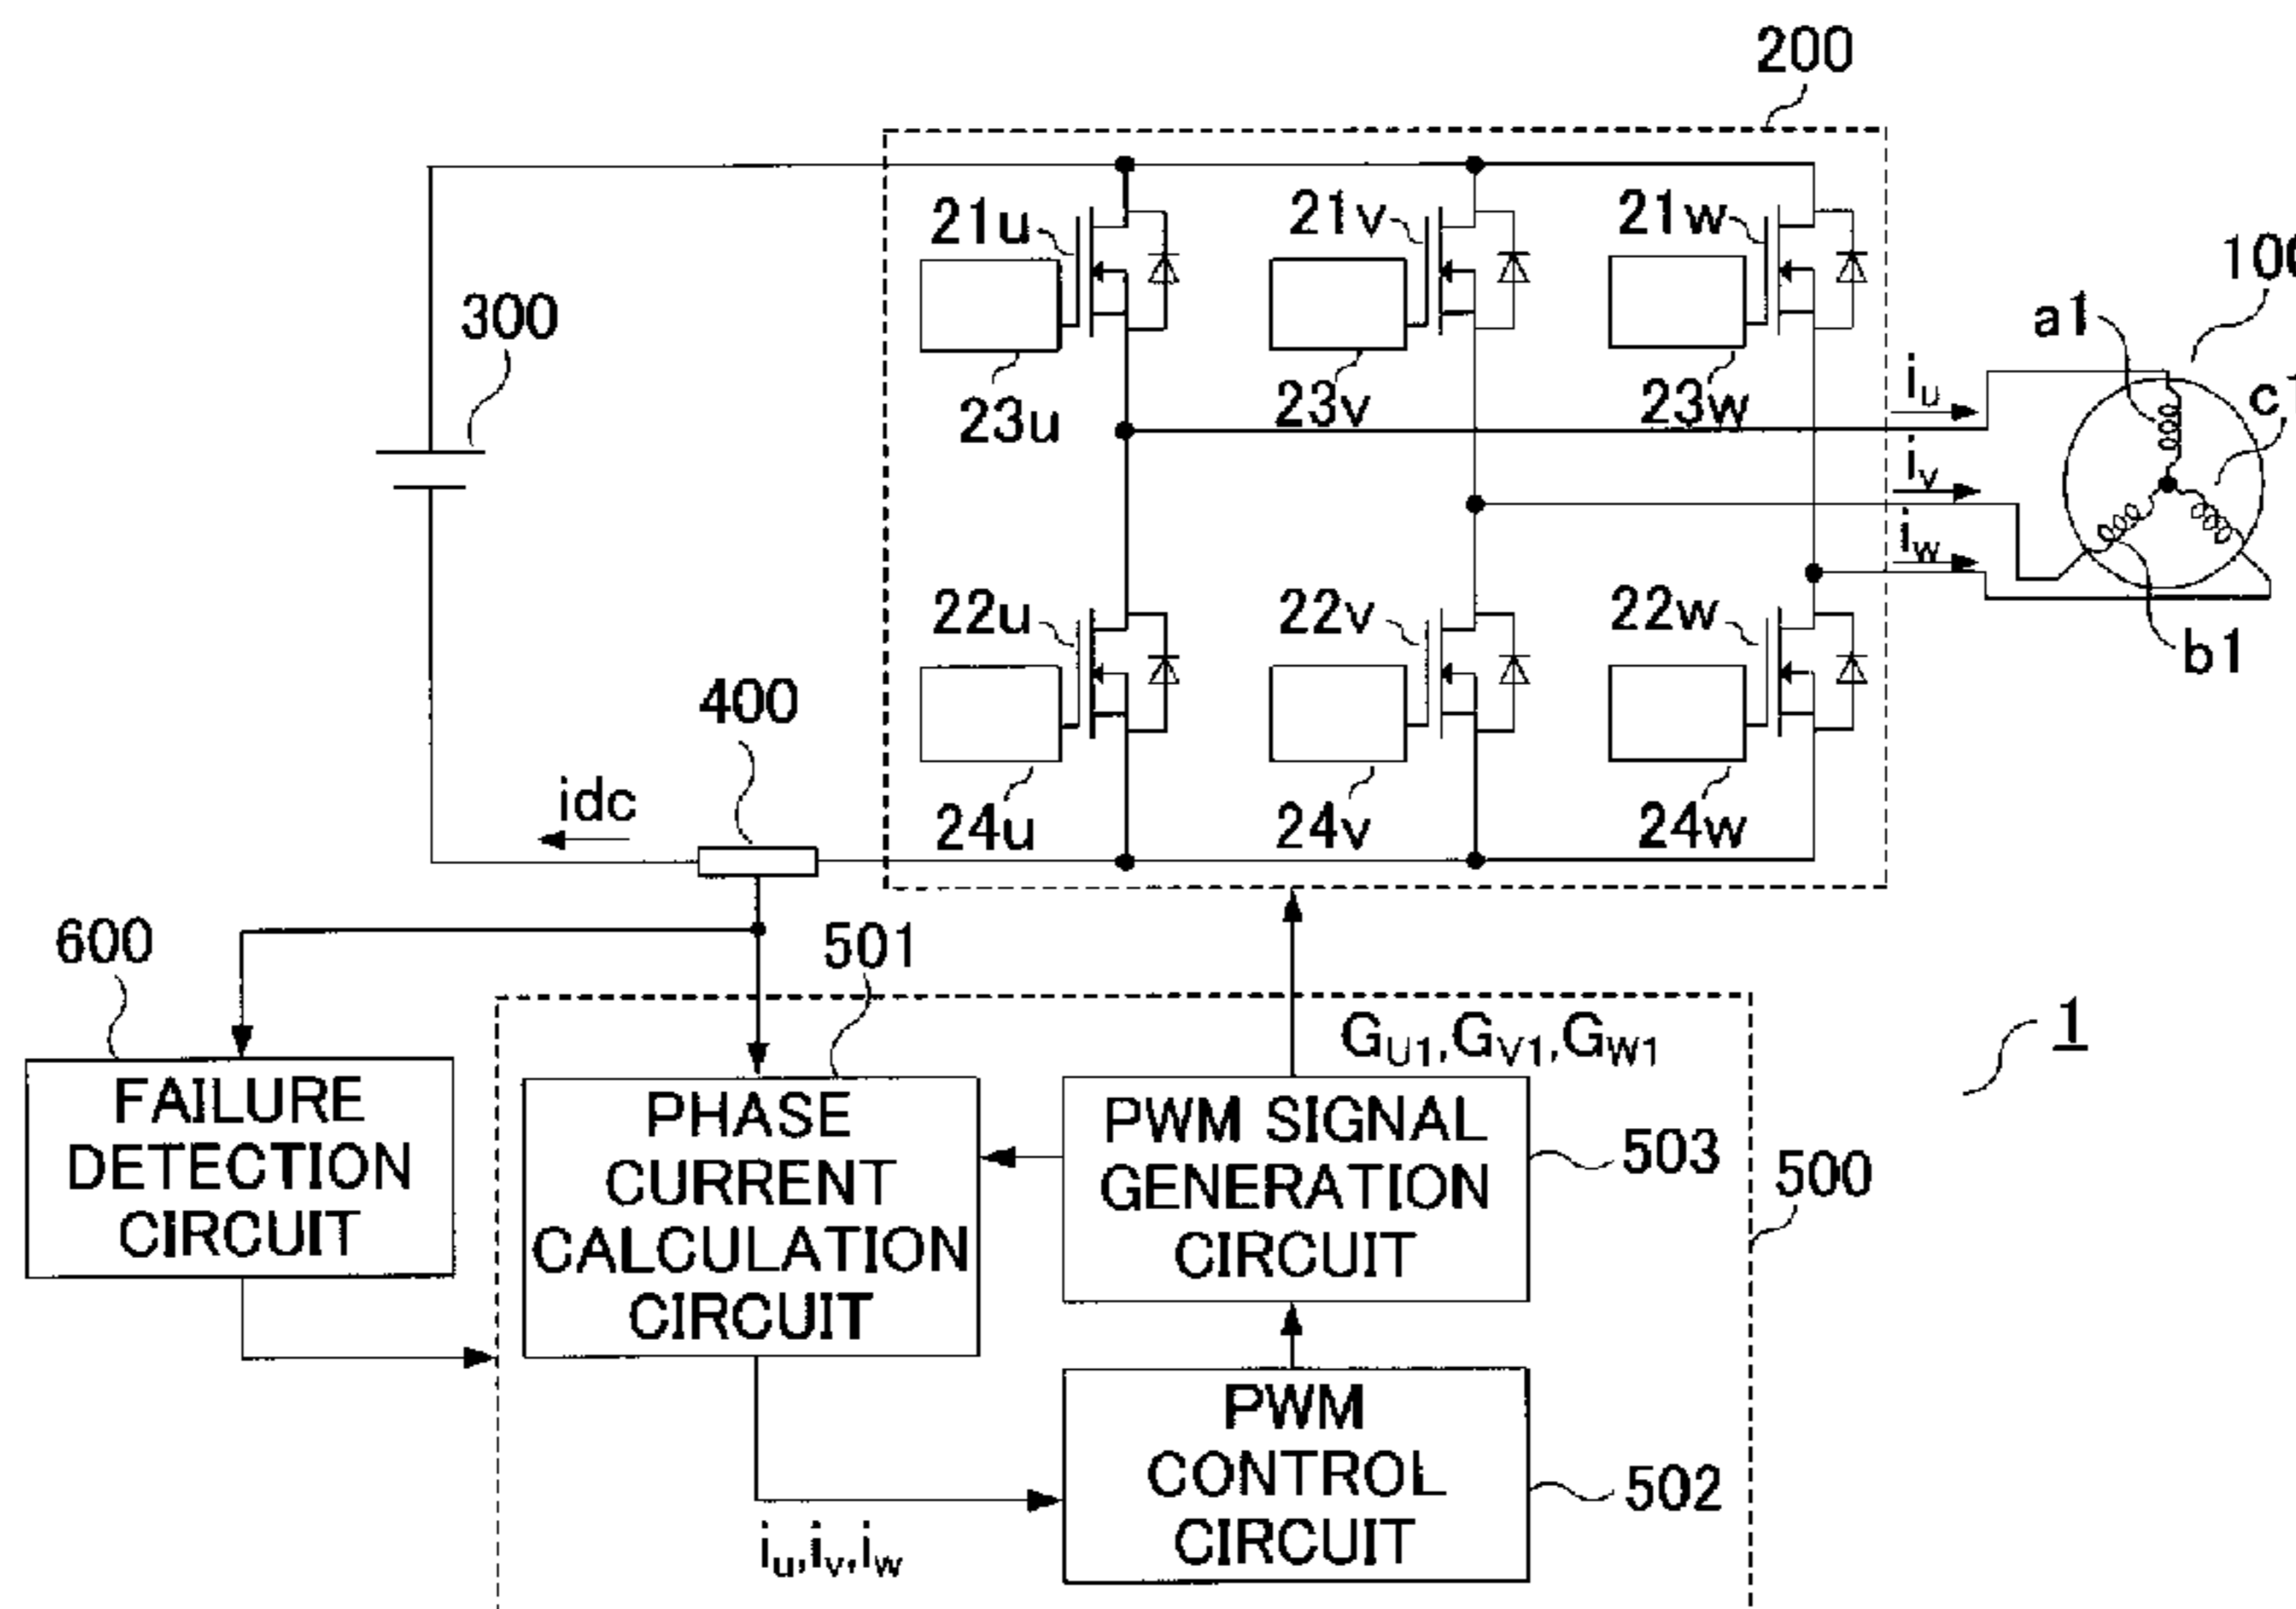 200
21u
21v
21w
100
300
a1
c1
23u
23v
23w
iu
iv
iw
22u
22v
22w
b1
400
idc
24u
24v
24w
600
501
GU1,GV1,GW1
1
FAILURE
DETECTION
CIRCUIT
PHASE
CURRENT
CALCULATION
CIRCUIT
PWM SIGNAL
GENERATION
CIRCUIT
503
500
PWM
CONTROL
CIRCUIT
502
iu,iv,iw